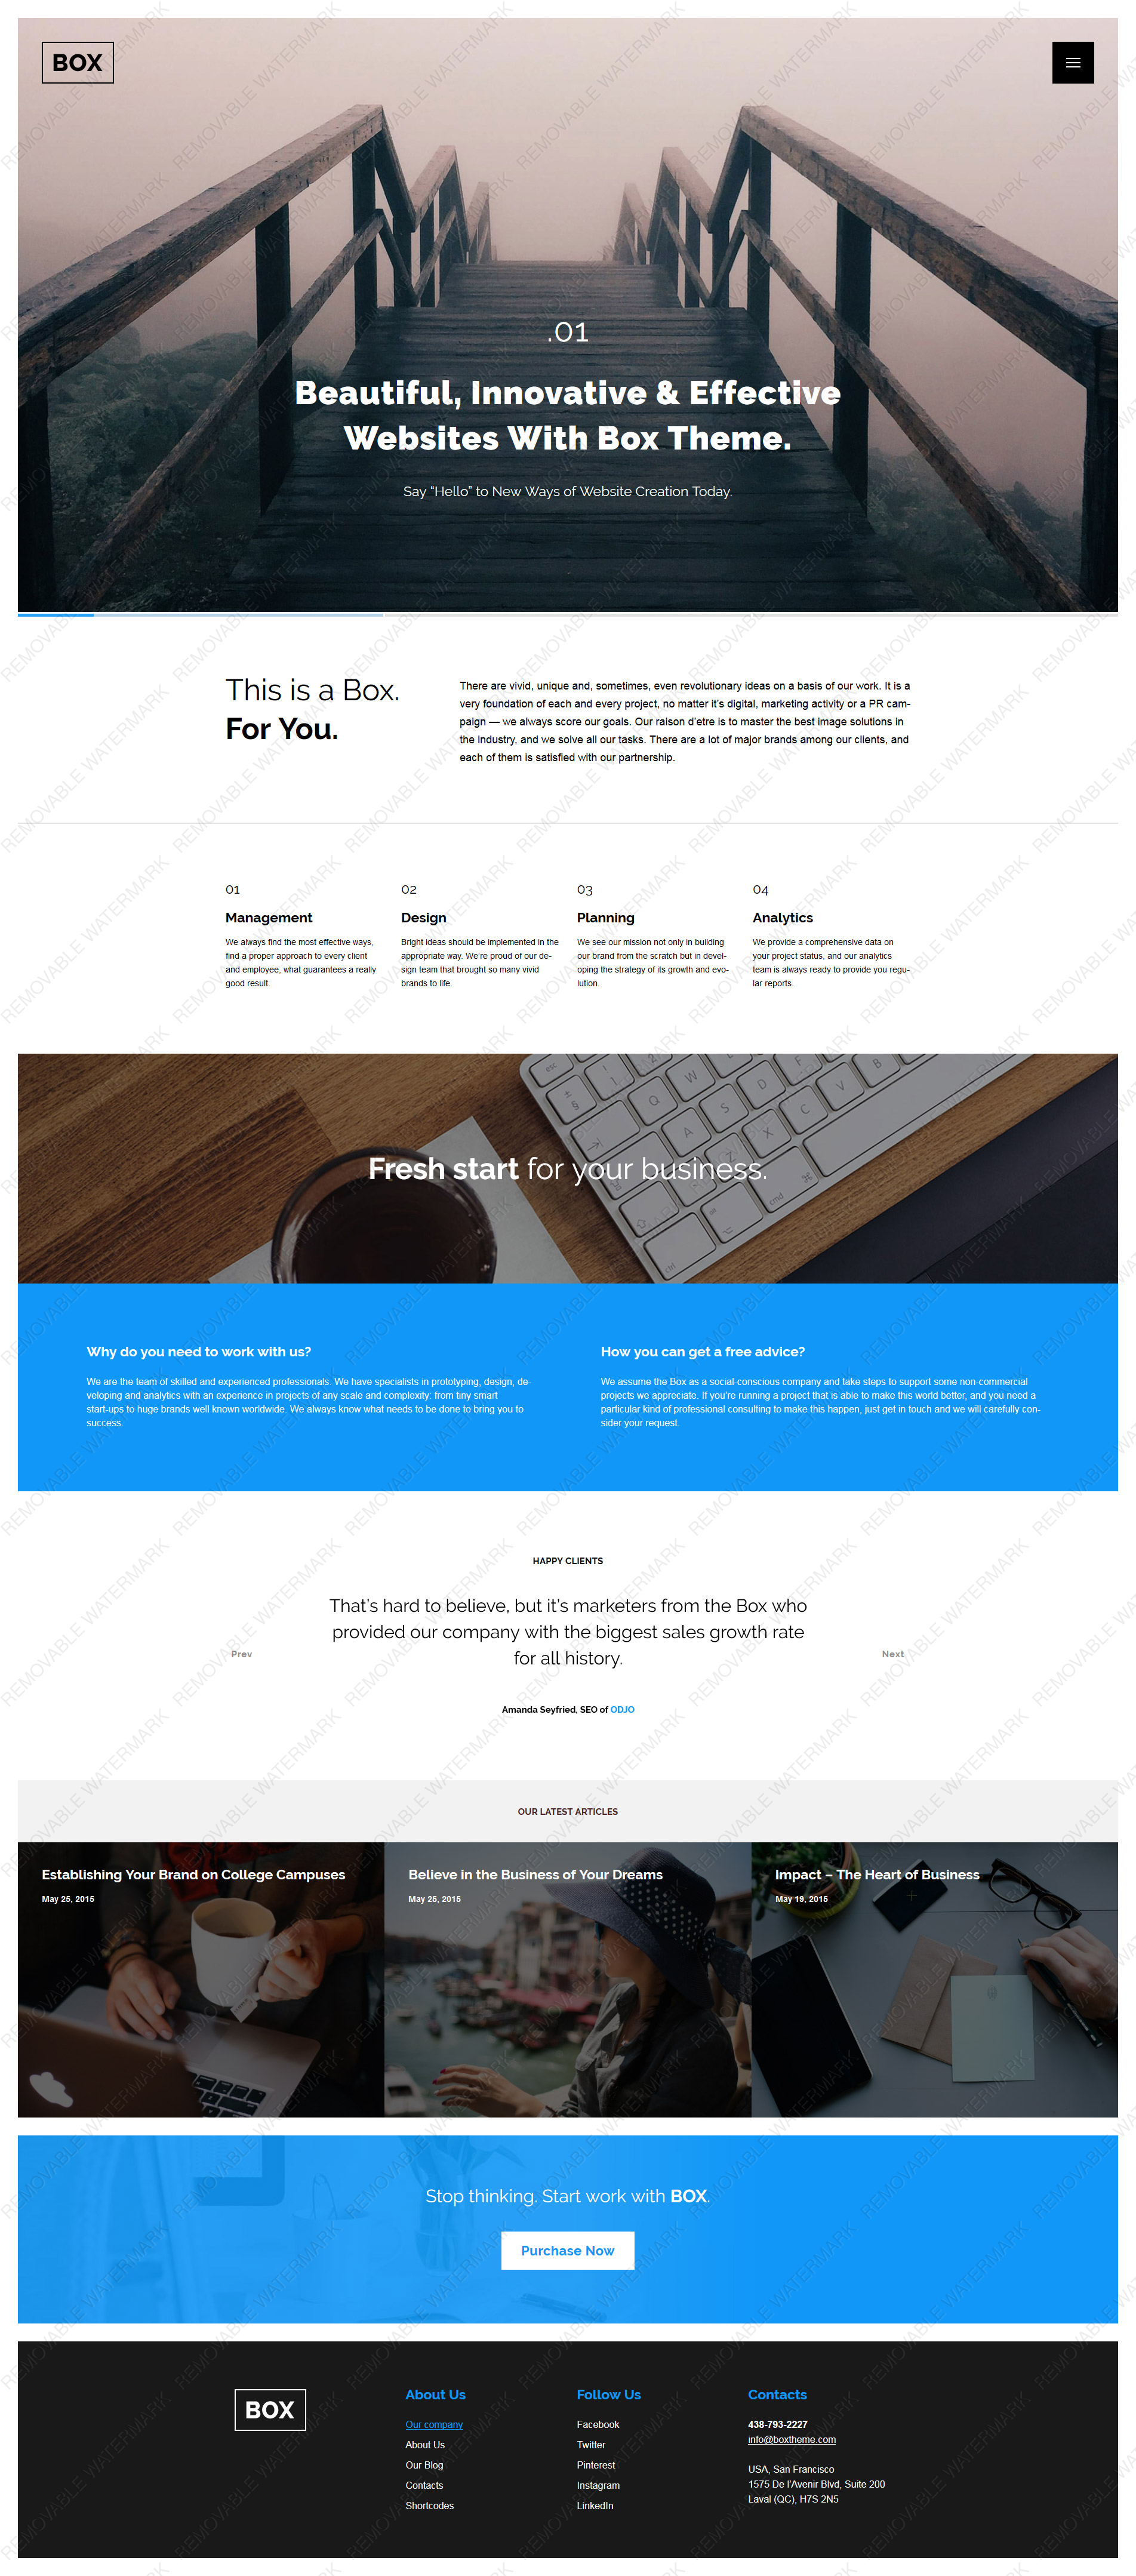 BOX
.01
Beautiful, Innovative & Effective
Websites With Box Theme.
Say “Hello” to New Ways of Website Creation Today.
This is a Box.
For You.
There are vivid, unique and, sometimes, even revolutionary ideas on a basis of our work. It is a
very foundation of each and every project, no matter it’s digital, marketing activity or a PR cam-
paign — we always score our goals. Our raison d’etre is to master the best image solutions in
the industry, and we solve all our tasks. There are a lot of major brands among our clients, and
each of them is satisfied with our partnership.
01
Management
We always find the most effective ways,
find a proper approach to every client
and employee, what guarantees a really
good result.
02
Design
Bright ideas should be implemented in the
appropriate way. We’re proud of our de-
sign team that brought so many vivid
brands to life.
03
Planning
We see our mission not only in building
our brand from the scratch but in devel-
oping the strategy of its growth and evo-
lution.
04
Analytics
We provide a comprehensive data on
your project status, and our analytics
team is always ready to provide you regu-
lar reports.
Fresh start for your business.
Why do you need to work with us?
We are the team of skilled and experienced professionals. We have specialists in prototyping, design, de-
veloping and analytics with an experience in projects of any scale and complexity: from tiny smart
start-ups to huge brands well known worldwide. We always know what needs to be done to bring you to
success.
How you can get a free advice?
We assume the Box as a social-conscious company and take steps to support some non-commercial
projects we appreciate. If you’re running a project that is able to make this world better, and you need a
particular kind of professional consulting to make this happen, just get in touch and we will carefully con-
sider your request.
HAPPY CLIENTS
That’s hard to believe, but it’s marketers from the Box who
provided our company with the biggest sales growth rate
for all history.
Prev
Next
Amanda Seyfried, SEO of ODJO
OUR LATEST ARTICLES
Establishing Your Brand on College Campuses
May 25, 2015
Believe in the Business of Your Dreams
May 25, 2015
Impact – The Heart of Business
May 19, 2015
Stop thinking. Start work with BOX.
Purchase Now
BOX
About Us
Our company
About Us
Our Blog
Contacts
Shortcodes
Follow Us
Facebook
Twitter
Pinterest
Instagram
LinkedIn
Contacts
438-793-2227
info@boxtheme.com
USA, San Francisco
1575 De l’Avenir Blvd, Suite 200
Laval (QC), H7S 2N5
REMOVABLE WATERMARK